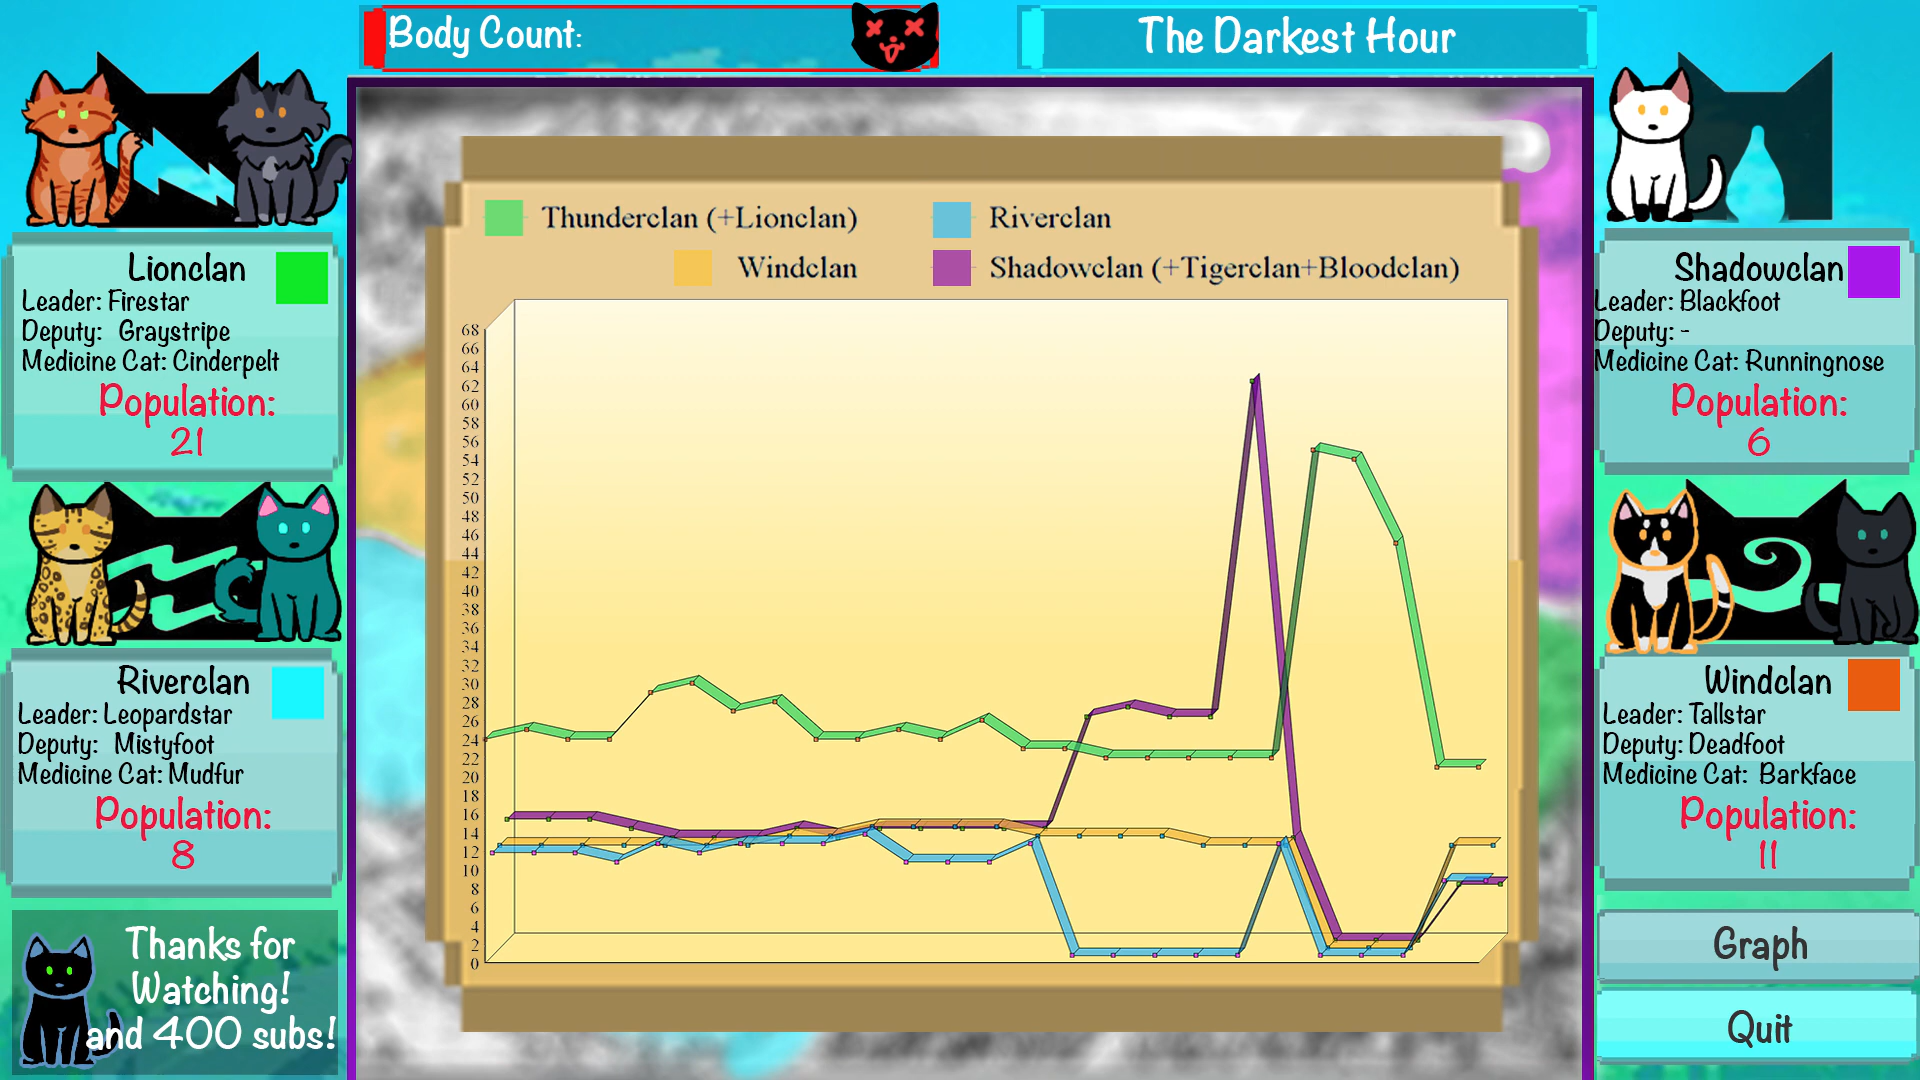 Body Count:
The Darkest Hour
Lionclan
Leader: Firestar
Deputy: Graystripe
Medicine Cat: Cinderpelt
Population:
21
Riverclan
Leader: Leopardstar
Deputy: Mistyfoot
Medicine Cat: Mudfur
Population:
8
Thanks for
Watching!
and 400 subs!
Thunderclan (+Lionclan)
Riverclan
Windclan
Shadowclan (+Tigerclan+Bloodclan)
68
66
64
62
60
58
56
54
52
50
48
46
44
42
40
38
36
34
32
30
28
26
24
22
20
18
16
14
12
10
8
6
4
2
0
Shadowclan
Leader: Blackfoot
Deputy: -
Medicine Cat: Runningnose
Population:
6
Windclan
Leader: Tallstar
Deputy: Deadfoot
Medicine Cat: Barkface
Population:
11
Graph
Quit